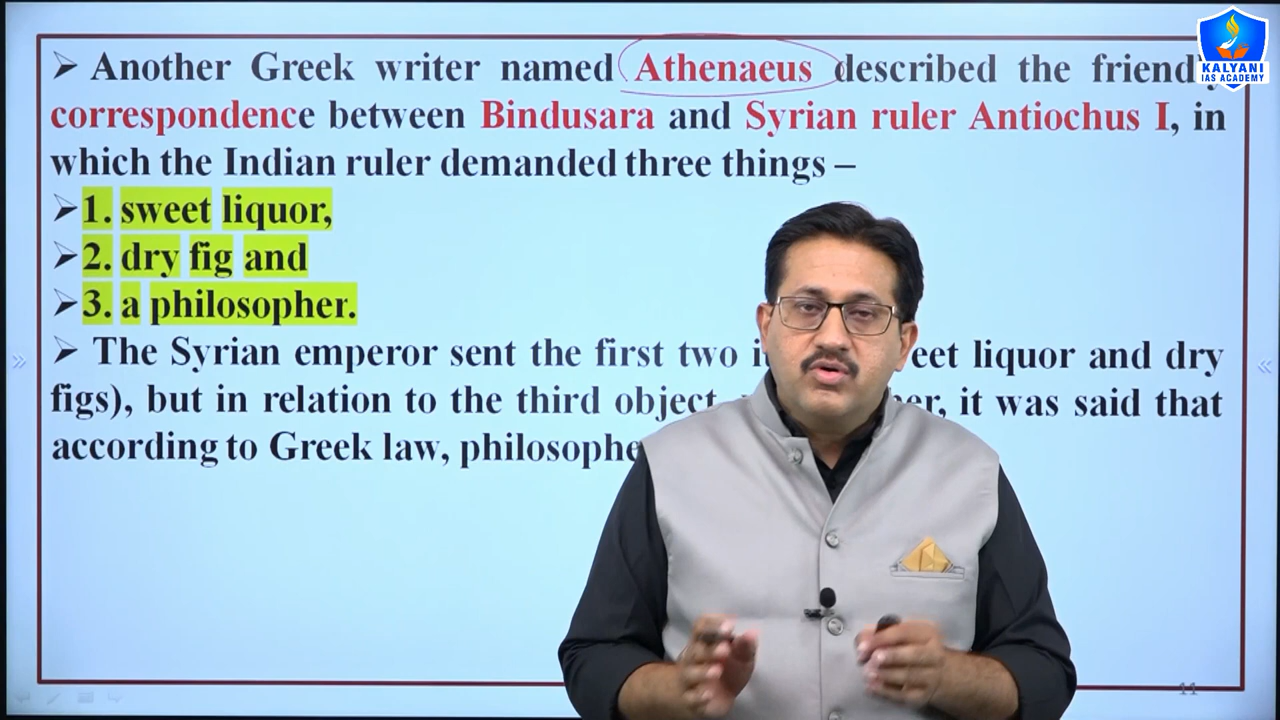 ➢ Another Greek writer named Athenaeus described the friendly
correspondence between Bindusara and Syrian ruler Antiochus I, in
which the Indian ruler demanded three things –
➢ 1. sweet liquor,
➢ 2. dry fig and
➢ 3. a philosopher.
➢ The Syrian emperor sent the first two eet liquor and dry
figs), but in relation to the third object, er, it was said that
according to Greek law, philosophe
11
KALYANI
IAS ACADEMY